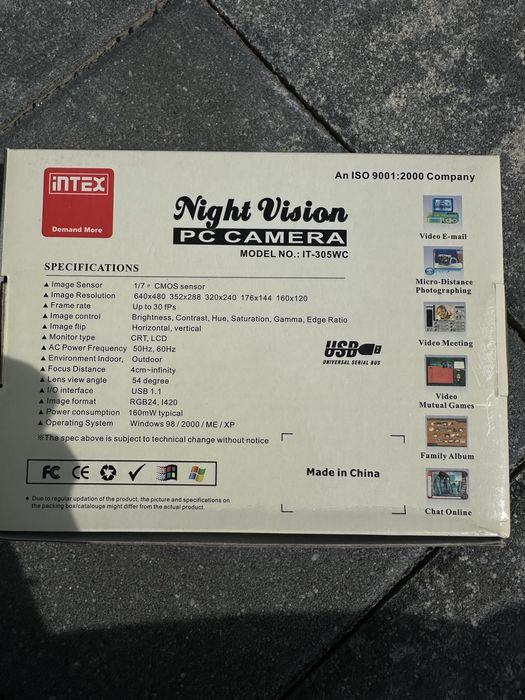 iNTEX
Demand More
An ISO 9001:2000 Company
Night Vision
PC CAMERA
MODEL NO.: IT-305WC
SPECIFICATIONS
▲ Image Sensor 1/7" CMOS sensor
▲ Image Resolution 640x480 352x288 320x240 176x144 160x120
▲ Frame rate Up to 30 fPs
▲ Image control Brightness, Contrast, Hue, Saturation, Gamma, Edge Ratio
▲ Image flip Horizontal, vertical
▲ Monitor type CRT, LCD
▲ AC Power Frequency 50Hz, 60Hz
▲ Environment Indoor, Outdoor
▲ Focus Distance 4cm~infinity
▲ Lens view angle 54 degree
▲ I/O interface USB 1.1
▲ Image format RGB24, I420
▲ Power consumption 160mW typical
▲ Operating System Windows 98 / 2000 / ME / XP
※The spec above is subject to technical change without notice
USB
UNIVERSAL SERIAL BUS
FC CE
Made in China
● Due to regular updation of the product, the picture and specifications on
the packing box/catalouge might differ from the actual product.
Video E-mail
Micro-Distance
Photographing
Video Meeting
Video
Mutual Games
Family Album
Chat Online